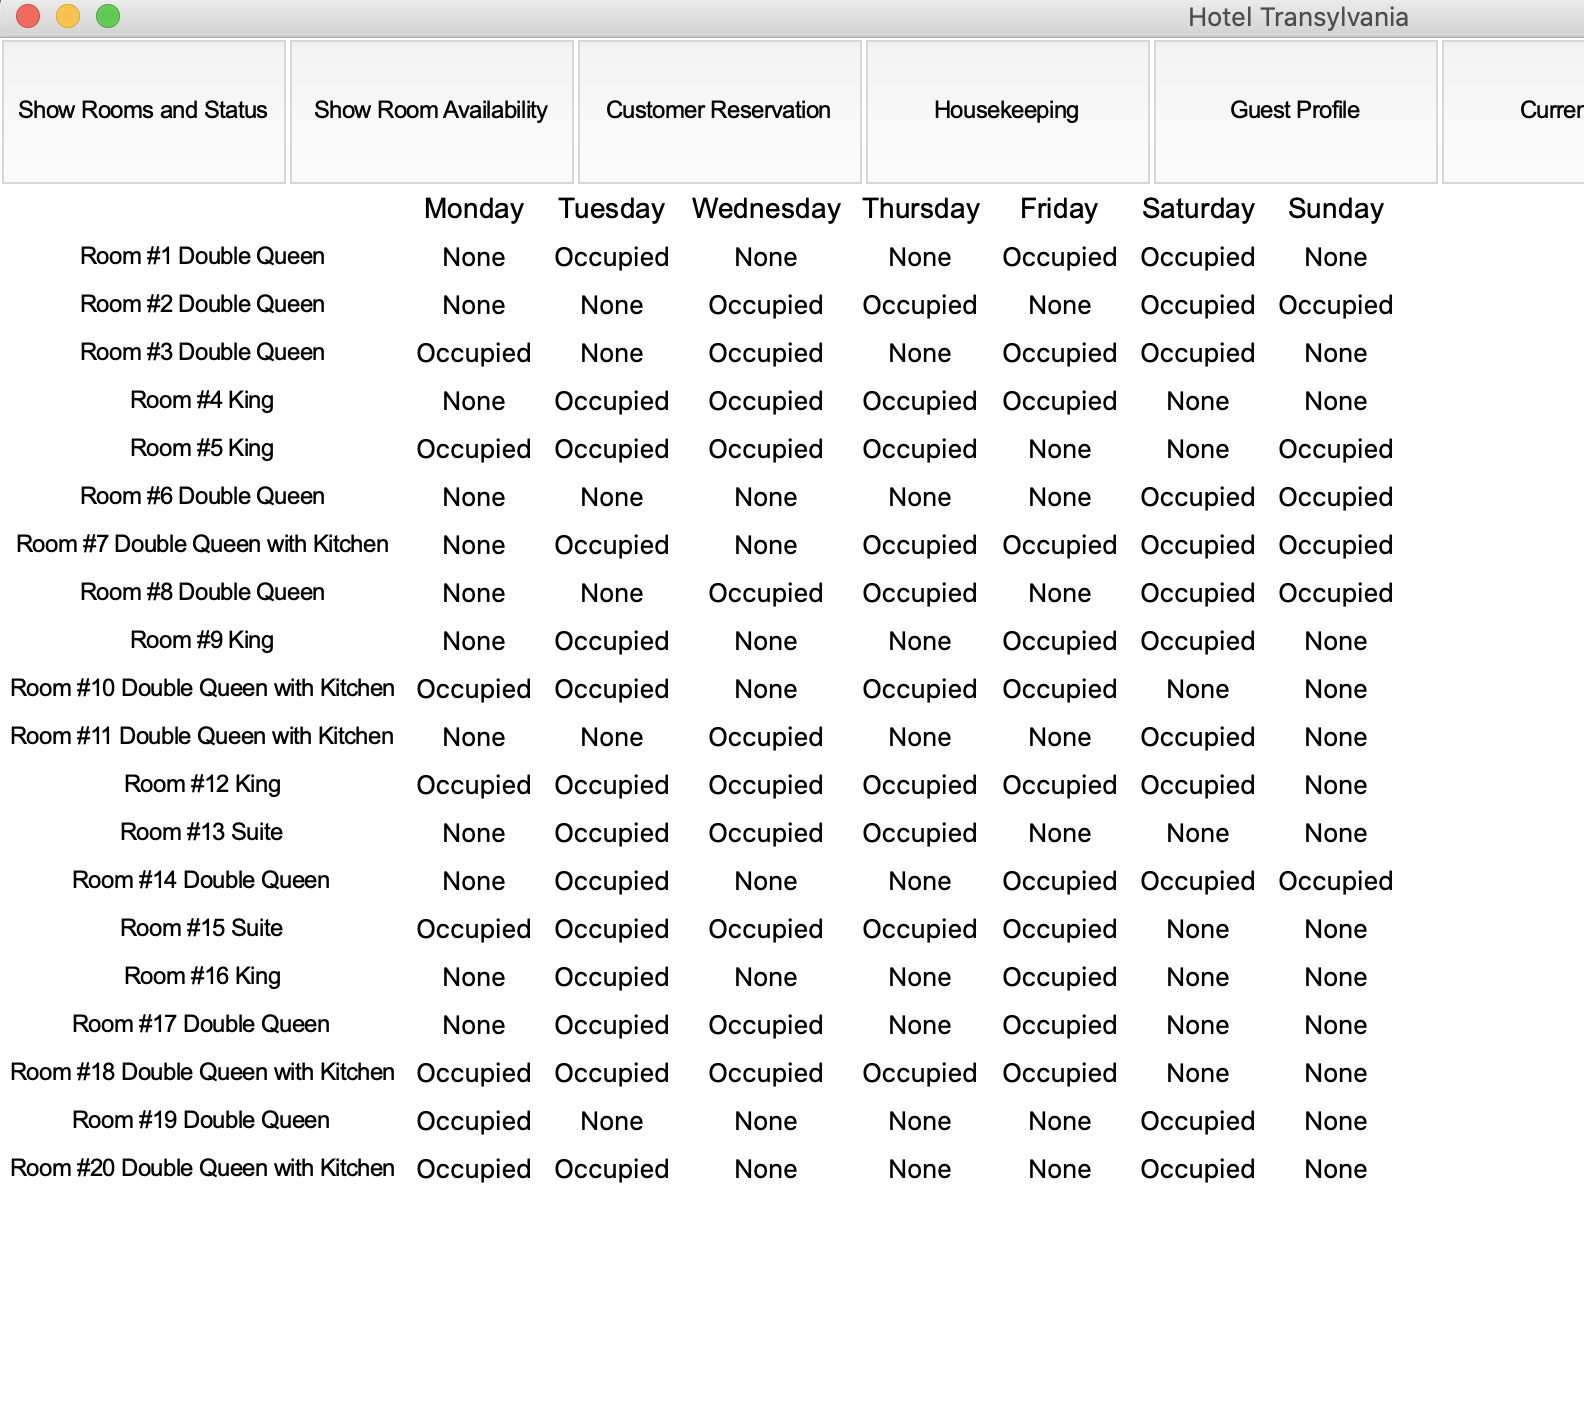 Hotel Transylvania
Show Rooms and Status Show Room Availability Customer Reservation Housekeeping Guest Profile Curren
Monday Tuesday Wednesday Thursday Friday Saturday Sunday
Room #1 Double Queen None Occupied None None Occupied Occupied None
Room #2 Double Queen None None Occupied Occupied None Occupied Occupied
Room #3 Double Queen Occupied None Occupied None Occupied Occupied None
Room #4 King None Occupied Occupied Occupied Occupied None None
Room #5 King Occupied Occupied Occupied Occupied None None Occupied
Room #6 Double Queen None None None None None Occupied Occupied
Room #7 Double Queen with Kitchen None Occupied None Occupied Occupied Occupied Occupied
Room #8 Double Queen None None Occupied Occupied None Occupied Occupied
Room #9 King None Occupied None None Occupied Occupied None
Room #10 Double Queen with Kitchen Occupied Occupied None Occupied Occupied None None
Room #11 Double Queen with Kitchen None None Occupied None None Occupied None
Room #12 King Occupied Occupied Occupied Occupied Occupied Occupied None
Room #13 Suite None Occupied Occupied Occupied None None None
Room #14 Double Queen None Occupied None None Occupied Occupied Occupied
Room #15 Suite Occupied Occupied Occupied Occupied Occupied None None
Room #16 King None Occupied None None Occupied None None
Room #17 Double Queen None Occupied Occupied None Occupied None None
Room #18 Double Queen with Kitchen Occupied Occupied Occupied Occupied Occupied None None
Room #19 Double Queen Occupied None None None None Occupied None
Room #20 Double Queen with Kitchen Occupied Occupied None None None Occupied None